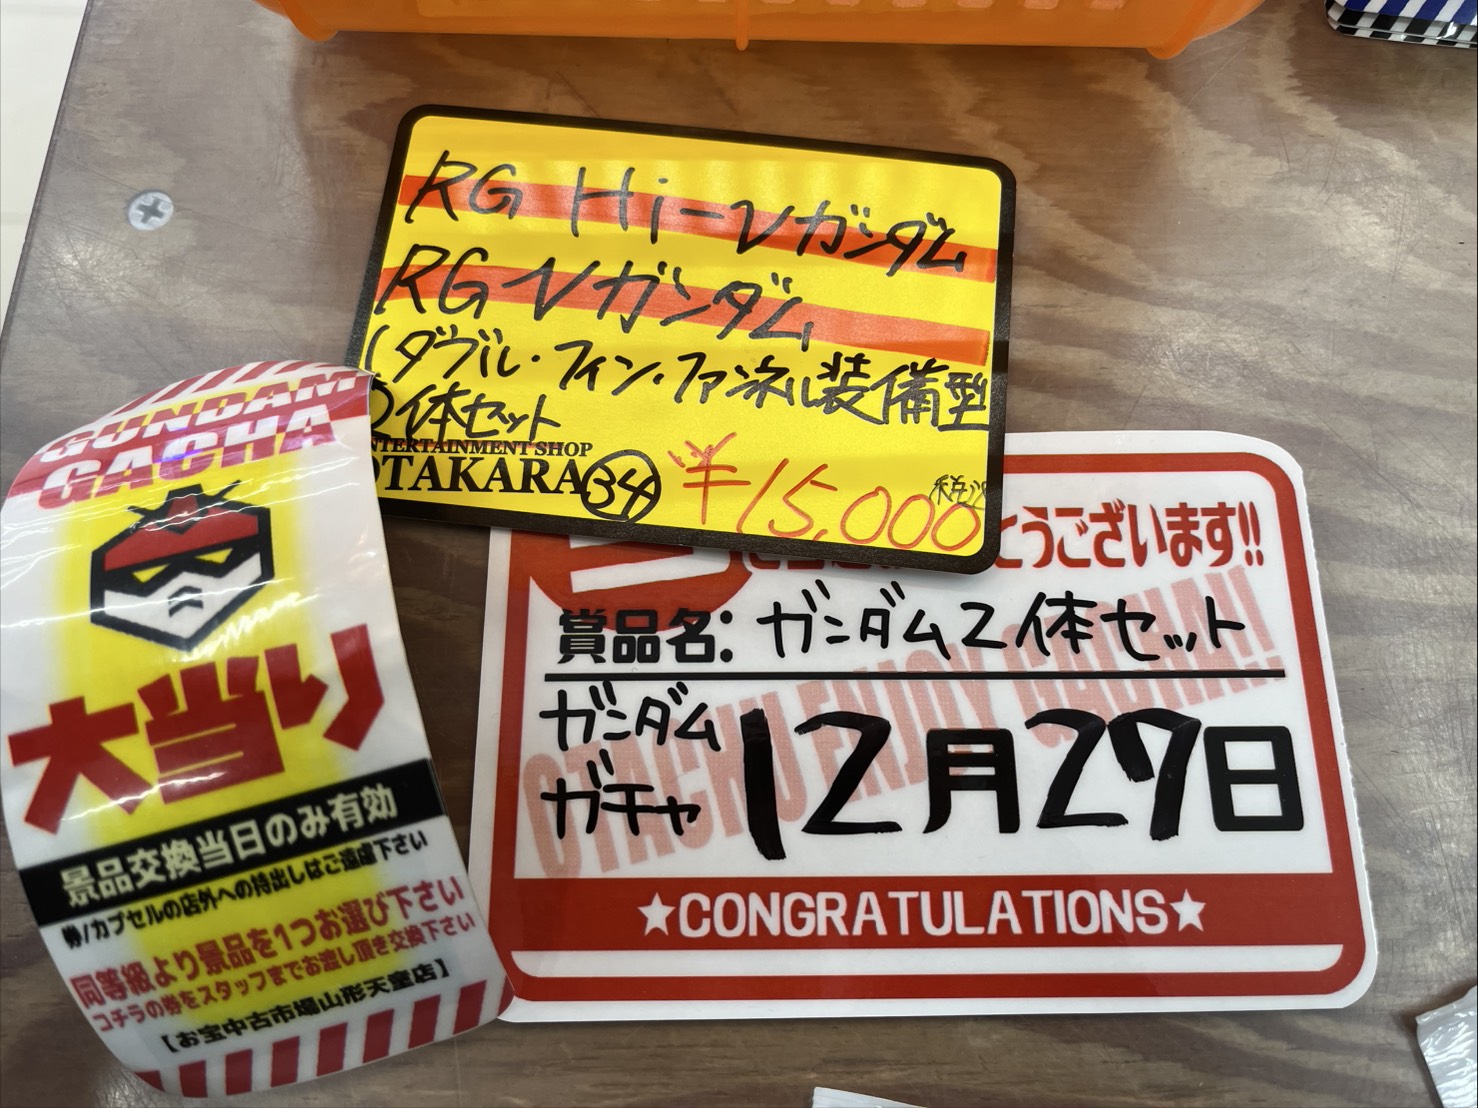 RG Hi-νガンダム
RG νガンダム
(ダブル・フィン・ファンネル装備型
)2体セット
ENTERTAINMENT SHOP
OTAKARA 34
¥15,000
GUNDAM
GACHA
大当り
景品交換当日のみ有効
券/カプセルの店外への持出しはご遠慮下さい
同等級より景品を1つお選び下さい
コチラの券をスタッフまでお渡し頂き交換下さい
【お宝中古市場山形天童店】
とうございます!!
賞品名:ガンダム2体セット
ガンダム
ガチャ
12月29日
★CONGRATULATIONS★